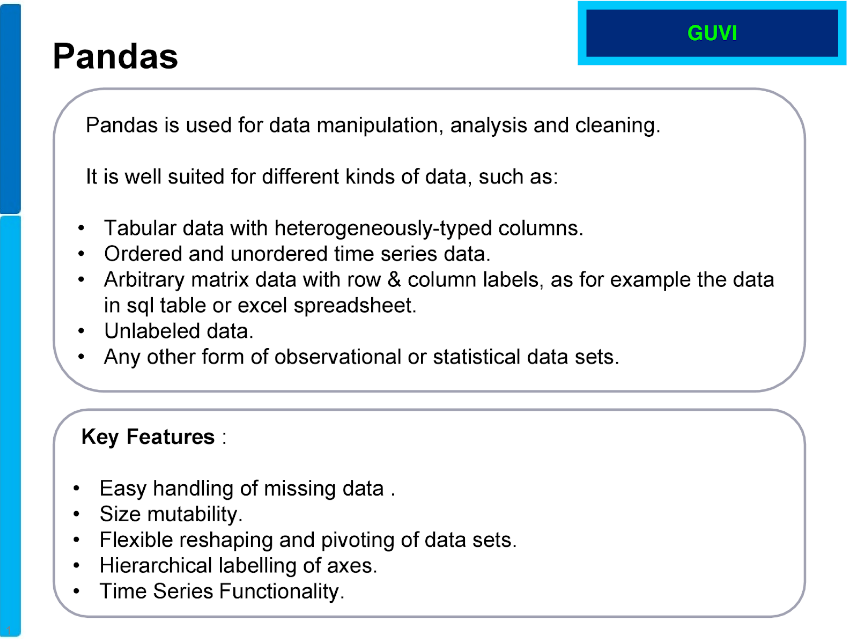 GUVI
Pandas
Pandas is used for data manipulation, analysis and cleaning.
It is well suited for different kinds of data, such as:
• Tabular data with heterogeneously-typed columns.
• Ordered and unordered time series data.
• Arbitrary matrix data with row & column labels, as for example the data
in sql table or excel spreadsheet.
• Unlabeled data.
• Any other form of observational or statistical data sets.
Key Features :
• Easy handling of missing data .
• Size mutability.
• Flexible reshaping and pivoting of data sets.
• Hierarchical labelling of axes.
• Time Series Functionality.